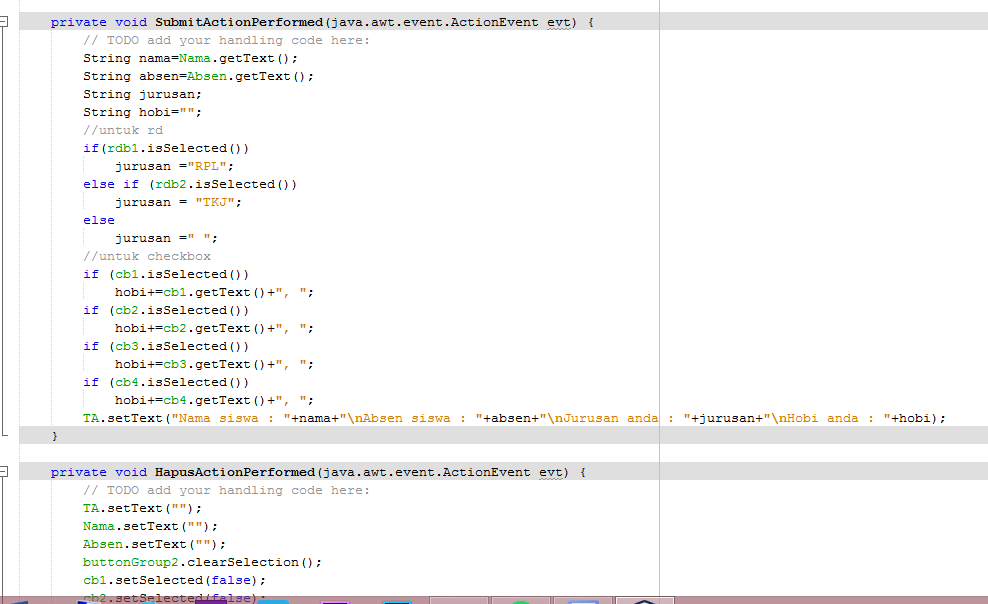 private void SubmitActionPerformed(java.awt.event.ActionEvent evt) {
// TODO add your handling code here:
String nama=Nama.getText();
String absen=Absen.getText();
String jurusan;
String hobi="";
//untuk rd
if(rdb1.isSelected())
jurusan ="RPL";
else if (rdb2.isSelected())
jurusan = "TKJ";
else
jurusan =" ";
//untuk checkbox
if (cb1.isSelected())
hobi+=cb1.getText()+", ";
if (cb2.isSelected())
hobi+=cb2.getText()+", ";
if (cb3.isSelected())
hobi+=cb3.getText()+", ";
if (cb4.isSelected())
hobi+=cb4.getText()+", ";
TA.setText("Nama siswa : "+nama+"\nAbsen siswa : "+absen+"\nJurusan anda : "+jurusan+"\nHobi anda : "+hobi);
}
private void HapusActionPerformed(java.awt.event.ActionEvent evt) {
// TODO add your handling code here:
TA.setText("");
Nama.setText("");
Absen.setText("");
buttonGroup2.clearSelection();
cb1.setSelected(false);
cb2.setSelected(false);